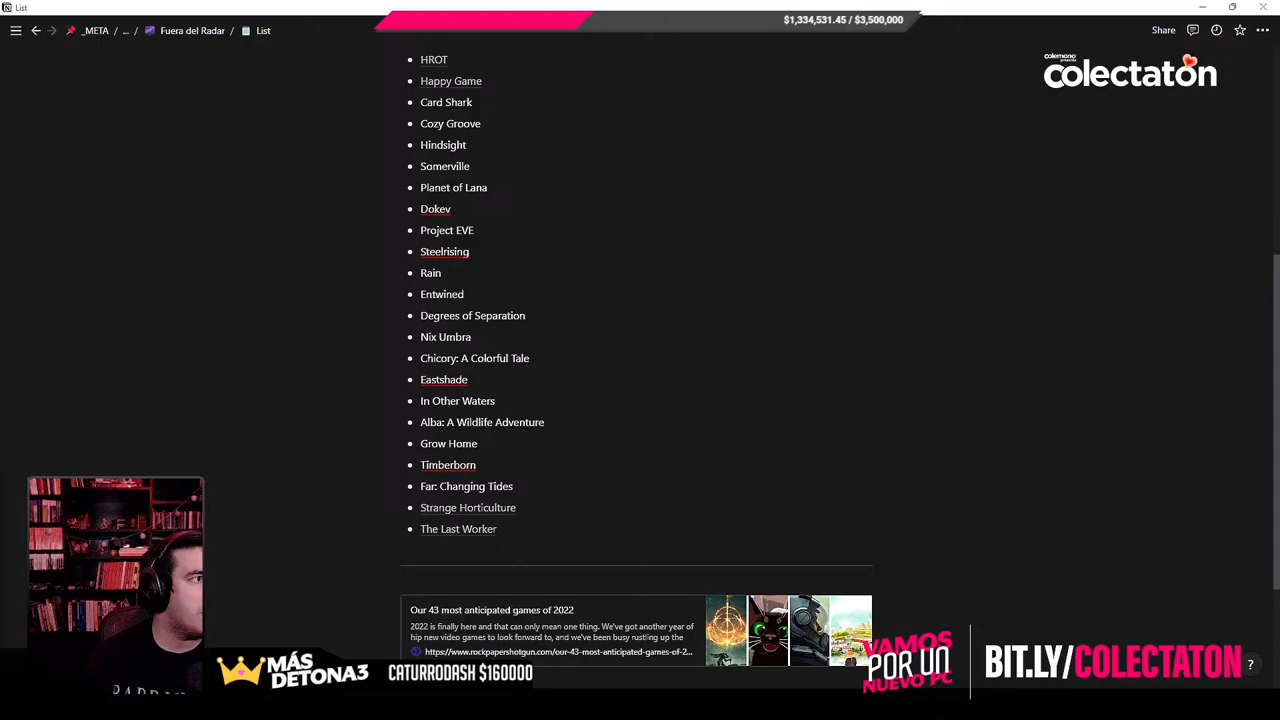 List
$1,334,531.45 / $3,500,000
_META / ... / Fuera del Radar / List
Share
colemono presents
colectatón
HROT
Happy Game
Card Shark
Cozy Groove
Hindsight
Somerville
Planet of Lana
Dokev
Project EVE
Steelrising
Rain
Entwined
Degrees of Separation
Nix Umbra
Chicory: A Colorful Tale
Eastshade
In Other Waters
Alba: A Wildlife Adventure
Grow Home
Timberborn
Far: Changing Tides
Strange Horticulture
The Last Worker
Our 43 most anticipated games of 2022
2022 is finally here and that can only mean one thing. We've got another year of
hip new video games to look forward to, and we've been busy rustling up the
https://www.rockpapershotgun.com/our-43-most-anticipated-games-of-2...
MÁS
DETONA3
CATURRODASH $160000
VAMOS
POR UN
NUEVO PC
BIT.LY/COLECTATON
?